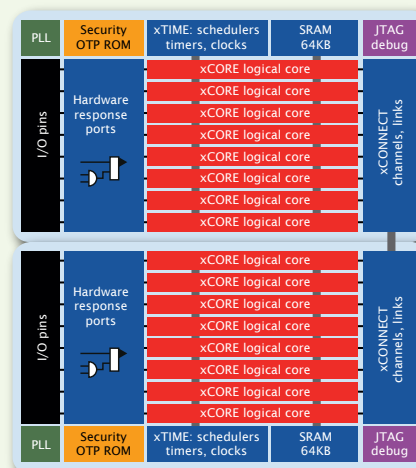 PLL
Security
OTP ROM
xTIME: schedulers
timers, clocks
SRAM
64KB
JTAG
debug
I/O pins
Hardware
response
ports
xCORE logical core
xCORE logical core
xCORE logical core
xCORE logical core
xCORE logical core
xCORE logical core
xCORE logical core
xCORE logical core
xCONNECT
channels, links
I/O pins
Hardware
response
ports
xCORE logical core
xCORE logical core
xCORE logical core
xCORE logical core
xCORE logical core
xCORE logical core
xCORE logical core
xCORE logical core
xCONNECT
channels, links
PLL
Security
OTP ROM
xTIME: schedulers
timers, clocks
SRAM
64KB
JTAG
debug